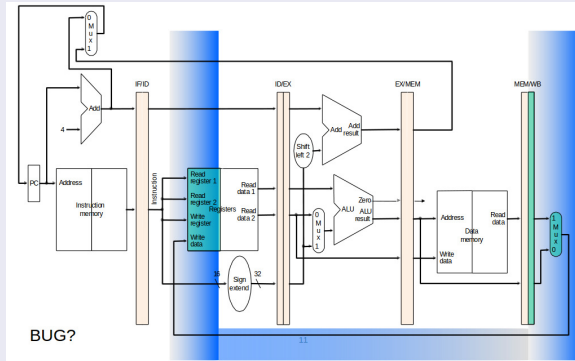 0
M
u
x
1
IF/ID
ID/EX
EX/MEM
MEM/WB
Add
4
Shift
left 2
Add
Add
result
PC
Address
Instruction
memory
Instruction
Read
register 1
Read
register 2
Registers
Write
register
Write
data
Read
data 1
Read
data 2
0
M
u
x
1
ALU
Zero
ALU
result
Address
Data
memory
Write
data
Read
data
1
M
u
x
0
16
Sign
extend
32
BUG?
11